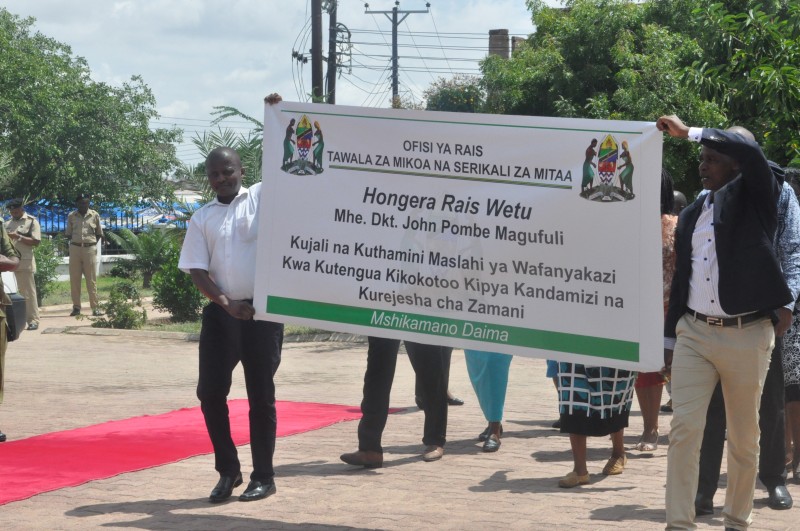 OFISI YA RAIS
TAWALA ZA MIKOA NA SERIKALI ZA MITAA
Hongera Rais Wetu
Mhe. Dkt. John Pombe Magufuli
Kujali na Kuthamini Maslahi ya Wafanyakazi
Kwa Kutengua Kikokotoo Kipya Kandamizi na
Kurejesha cha Zamani
Mshikamano Daima